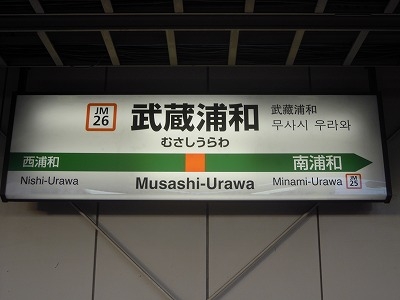 JM
26
武蔵浦和
むさしうらわ
武藏浦和
무사시 우라와
西浦和
南浦和
Nishi-Urawa
Musashi-Urawa
Minami-Urawa
JM
25